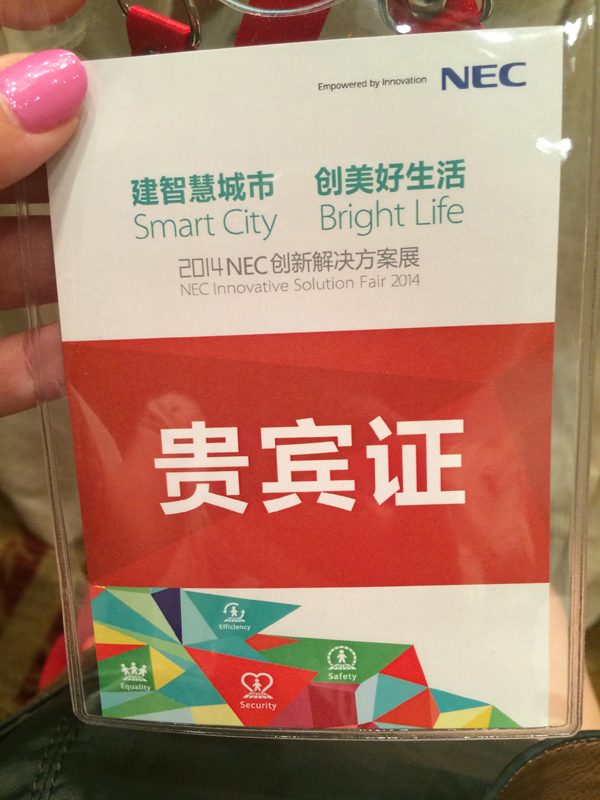 Empowered by Innovation NEC
建智慧城市 创美好生活
Smart City Bright Life
2014 NEC 创新解决方案展
NEC Innovative Solution Fair 2014
贵宾证
Efficiency
Equality
Safety
Security